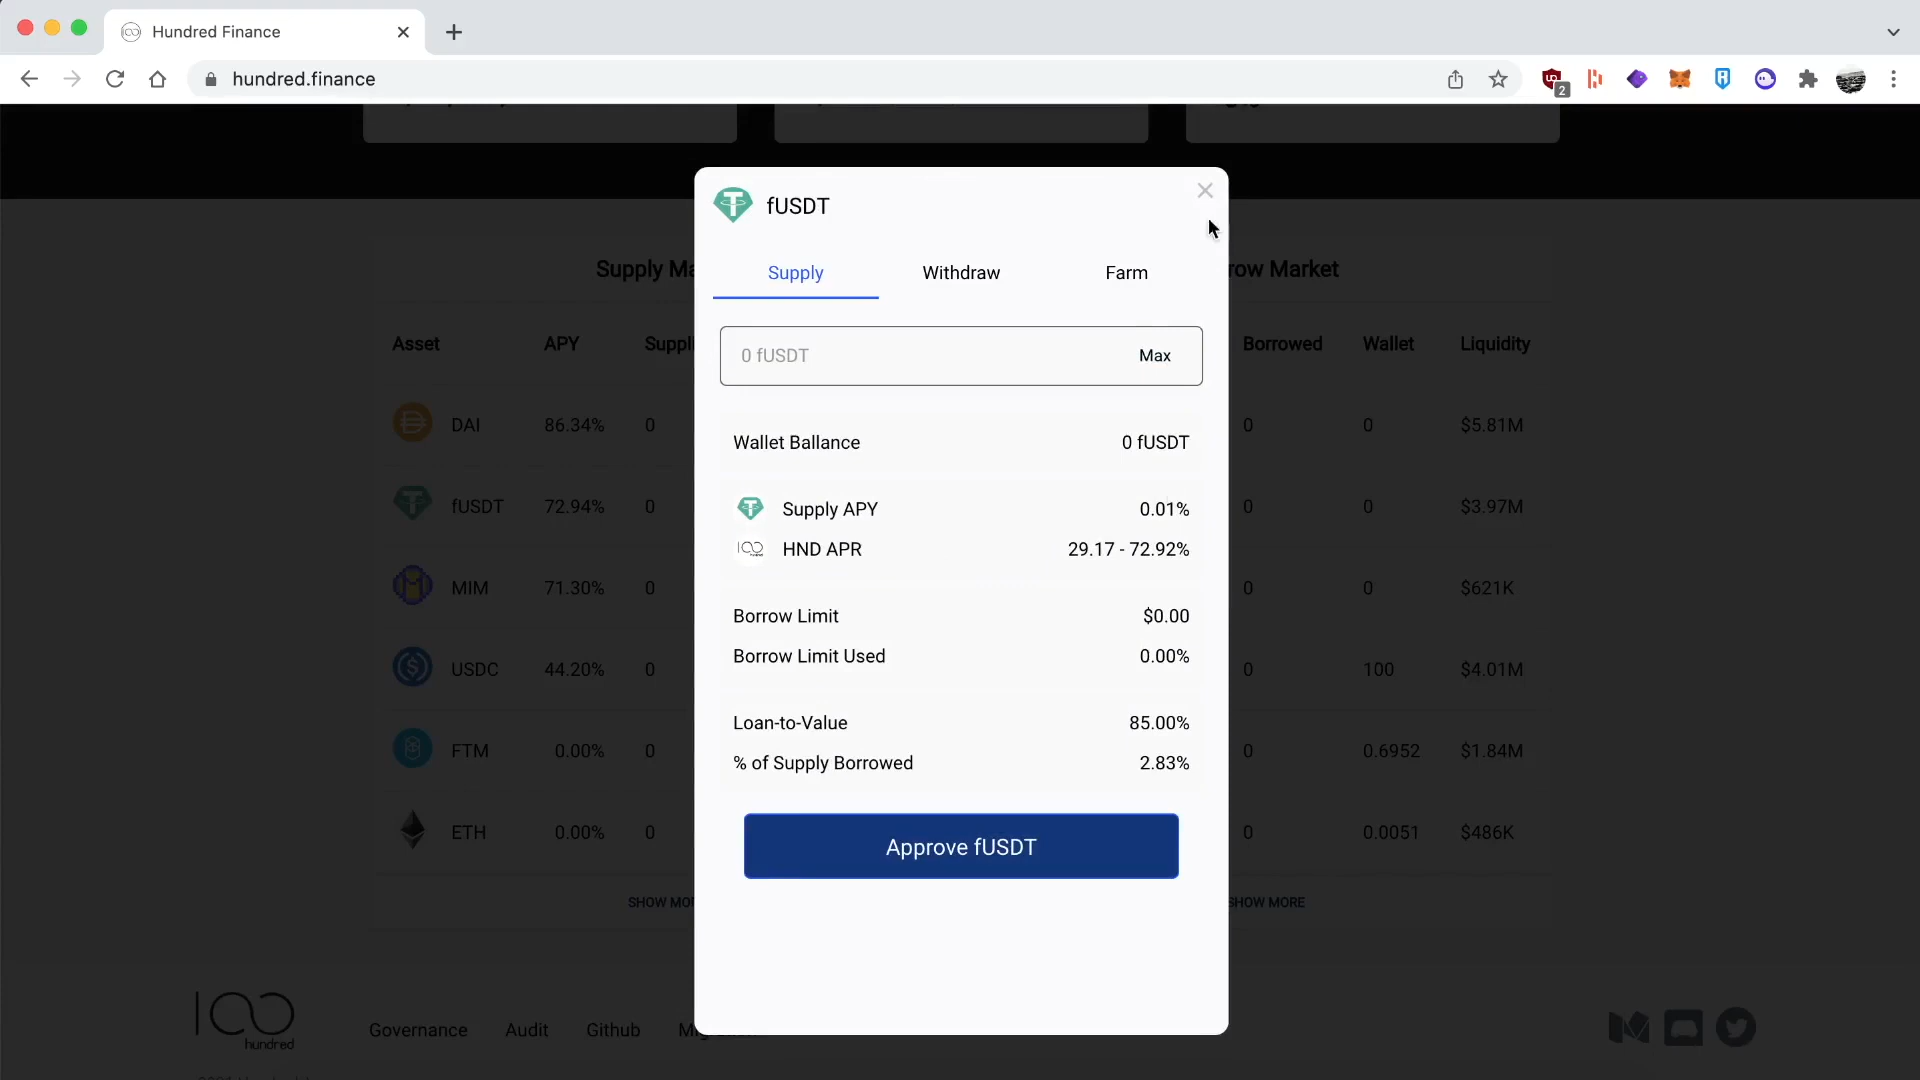 Hundred Finance
hundred.finance
2
fUSDT
Supply Withdraw Farm
0 fUSDT Max
Wallet Ballance 0 fUSDT
Supply APY 0.01%
HND APR 29.17 - 72.92%
Borrow Limit $0.00
Borrow Limit Used 0.00%
Loan-to-Value 85.00%
% of Supply Borrowed 2.83%
Approve fUSDT
Supply Market
Asset APY
DAI 86.34% 0
fUSDT 72.94% 0
MIM 71.30% 0
USDC 44.20% 0
FTM 0.00% 0
ETH 0.00% 0
SHOW
Market
Borrowed Wallet Liquidity
0 0 $5.81M
0 0 $3.97M
0 0 $621K
0 100 $4.01M
0 0.6952 $1.84M
0 0.0051 $486K
SHOW MORE
hundred
Governance Audit Github